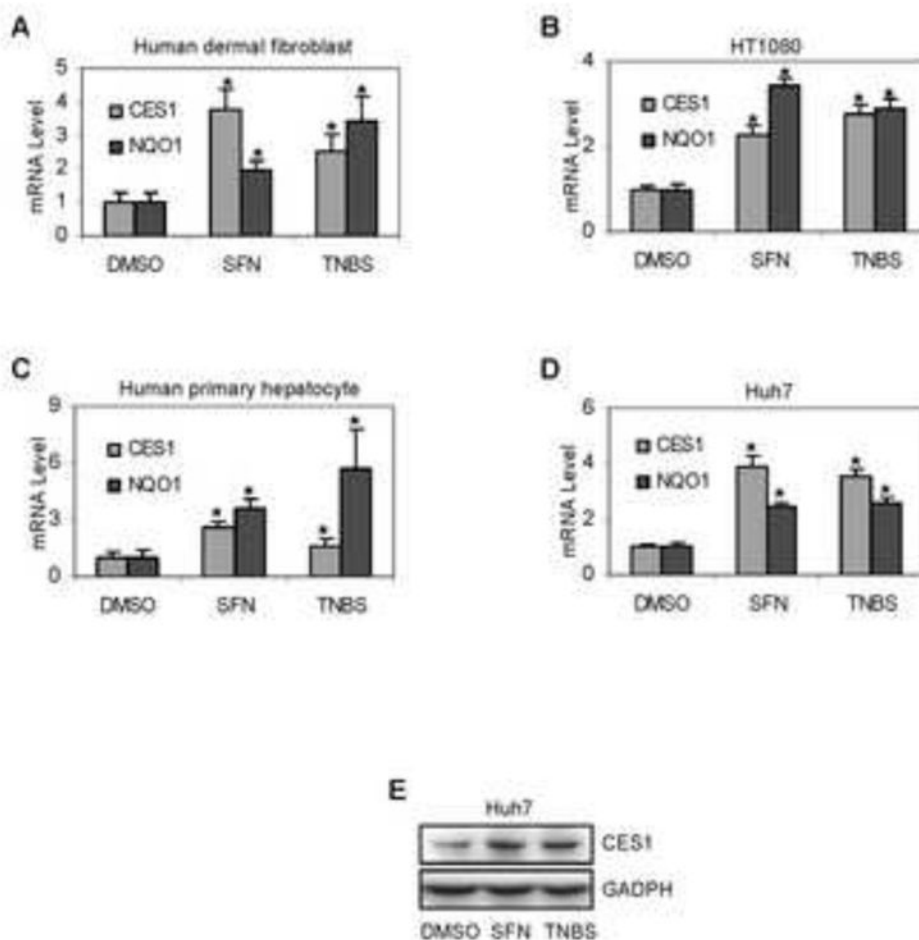 A
Human dermal fibroblast
mRNA Level
5
4
3
2
1
0
CES1
NQO1
* * * *
DMSO SFN TNBS
B
HT1080
mRNA Level
4
2
0
CES1
NQO1
* * * *
DMSO SFN TNBS
C
Human primary hepatocyte
mRNA Level
9
6
3
0
CES1
NQO1
* * * *
DMSO SFN TNBS
D
Huh7
mRNA Level
6
4
2
0
CES1
NQO1
* * * *
DMSO SFN TNBS
E
Huh7
CES1
GADPH
DMSO SFN TNBS